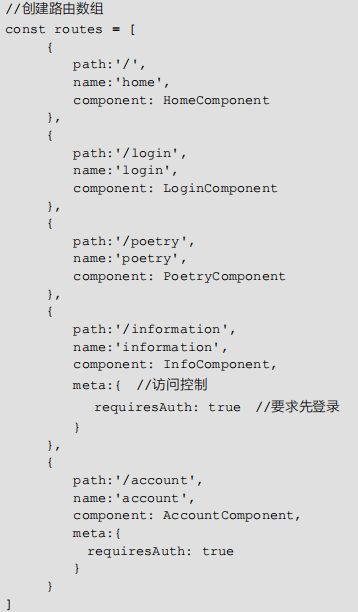 //创建路由数组
const routes = [
{
path:'/',
name:'home',
component: HomeComponent
},
{
path:'/login',
name:'login',
component: LoginComponent
},
{
path:'/poetry',
name:'poetry',
component: PoetryComponent
},
{
path:'/information',
name:'information',
component: InfoComponent,
meta:{ //访问控制
requiresAuth: true //要求先登录
}
},
{
path:'/account',
name:'account',
component: AccountComponent,
meta:{
requiresAuth: true
}
}
]